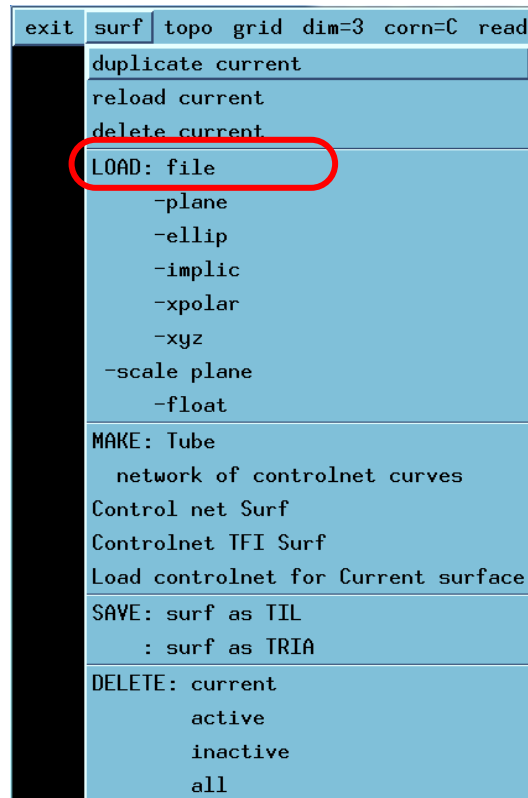 exit surf topo grid dim=3 corn=C read
duplicate current
reload current
delete current
LOAD: file
-plane
-ellip
-implic
-xpolar
-xyz
-scale plane
-float
MAKE: Tube
network of controlnet curves
Control net Surf
Controlnet TFI Surf
Load controlnet for Current surface
SAVE: surf as TIL
: surf as TRIA
DELETE: current
active
inactive
all